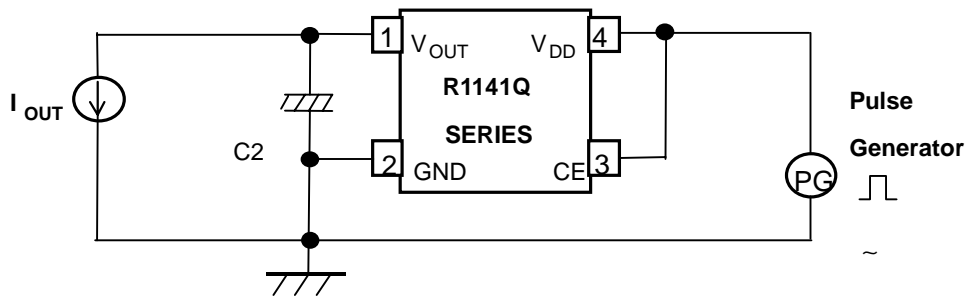 1
V OUT
V DD
4
R1141Q
SERIES
I OUT
C2
2
GND
CE
3
Pulse
Generator
PG
~